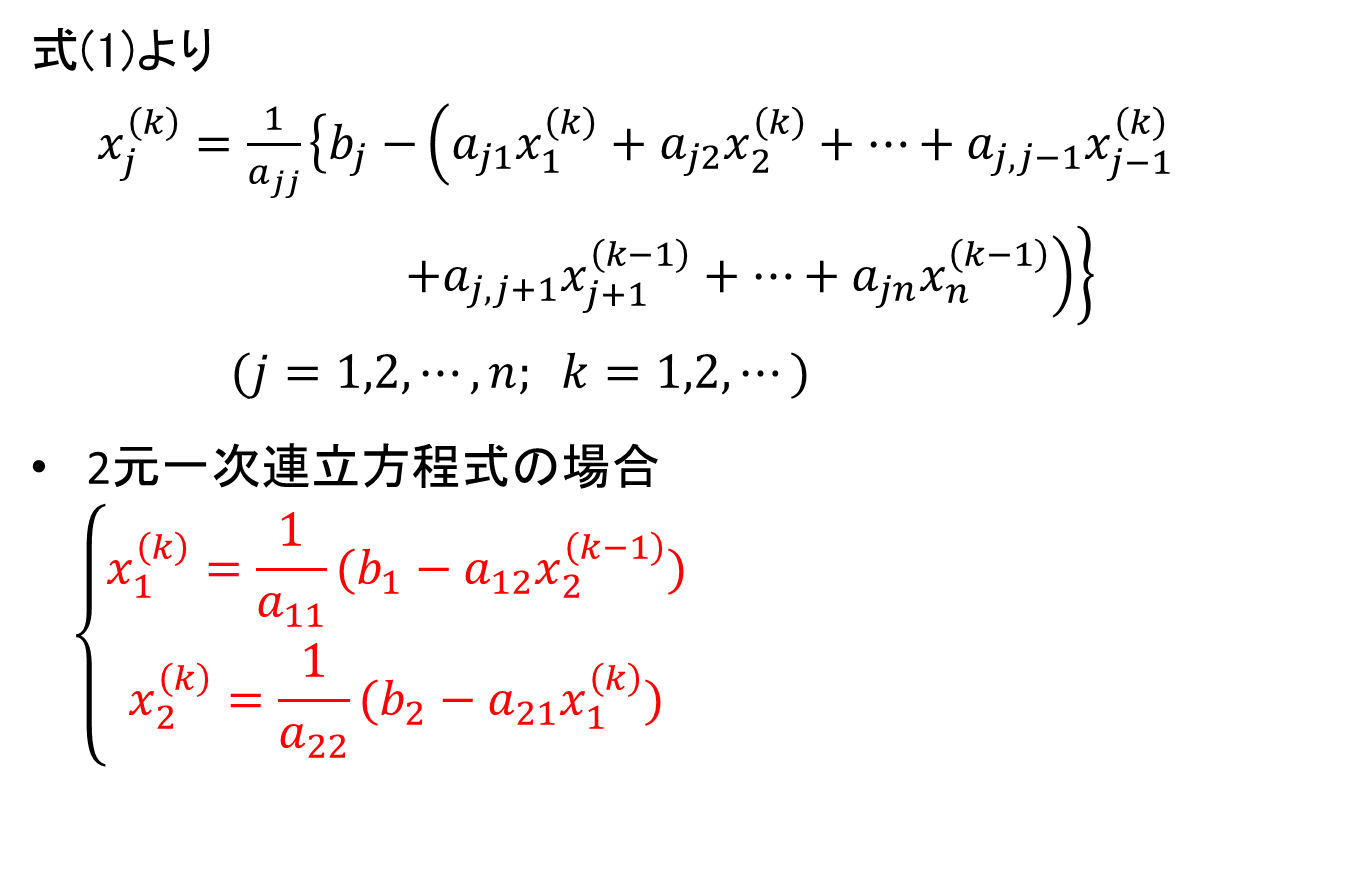 式(1)より
x_j^{(k)} = \frac{1}{a_{jj}}\{b_j − (a_{j1}x_1^{(k)} + a_{j2}x_2^{(k)} + ⋯ + a_{j,j−1}x_{j−1}^{(k)}
+a_{j,j+1}x_{j+1}^{(k−1)} + ⋯ + a_{jn}x_n^{(k−1)})\}
(j = 1,2,⋯,n; k = 1,2,⋯)
• 2元一次連立方程式の場合
x_1^{(k)} = \frac{1}{a_{11}}(b_1 − a_{12}x_2^{(k−1)})
x_2^{(k)} = \frac{1}{a_{22}}(b_2 − a_{21}x_1^{(k)})